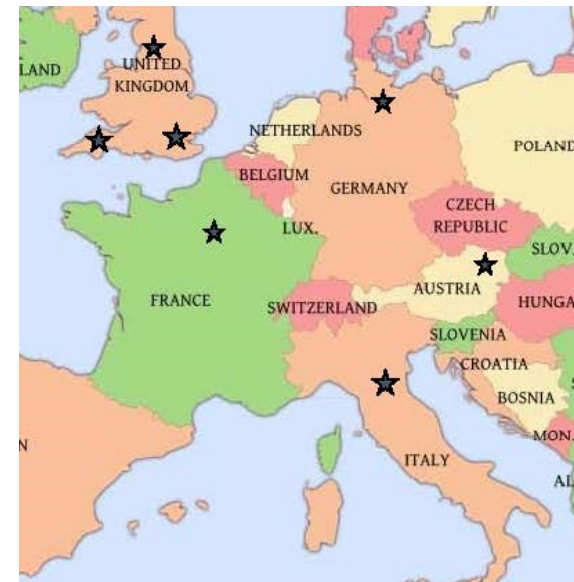 LAND
UNITED
KINGDOM
NETHERLANDS
POLAND
BELGIUM
GERMANY
CZECH
REPUBLIC
LUX.
SLOV.
AUSTRIA
FRANCE
SWITZERLAND
HUNGA
SLOVENIA
CROATIA
BOSNIA
MON.
N
ITALY
AL